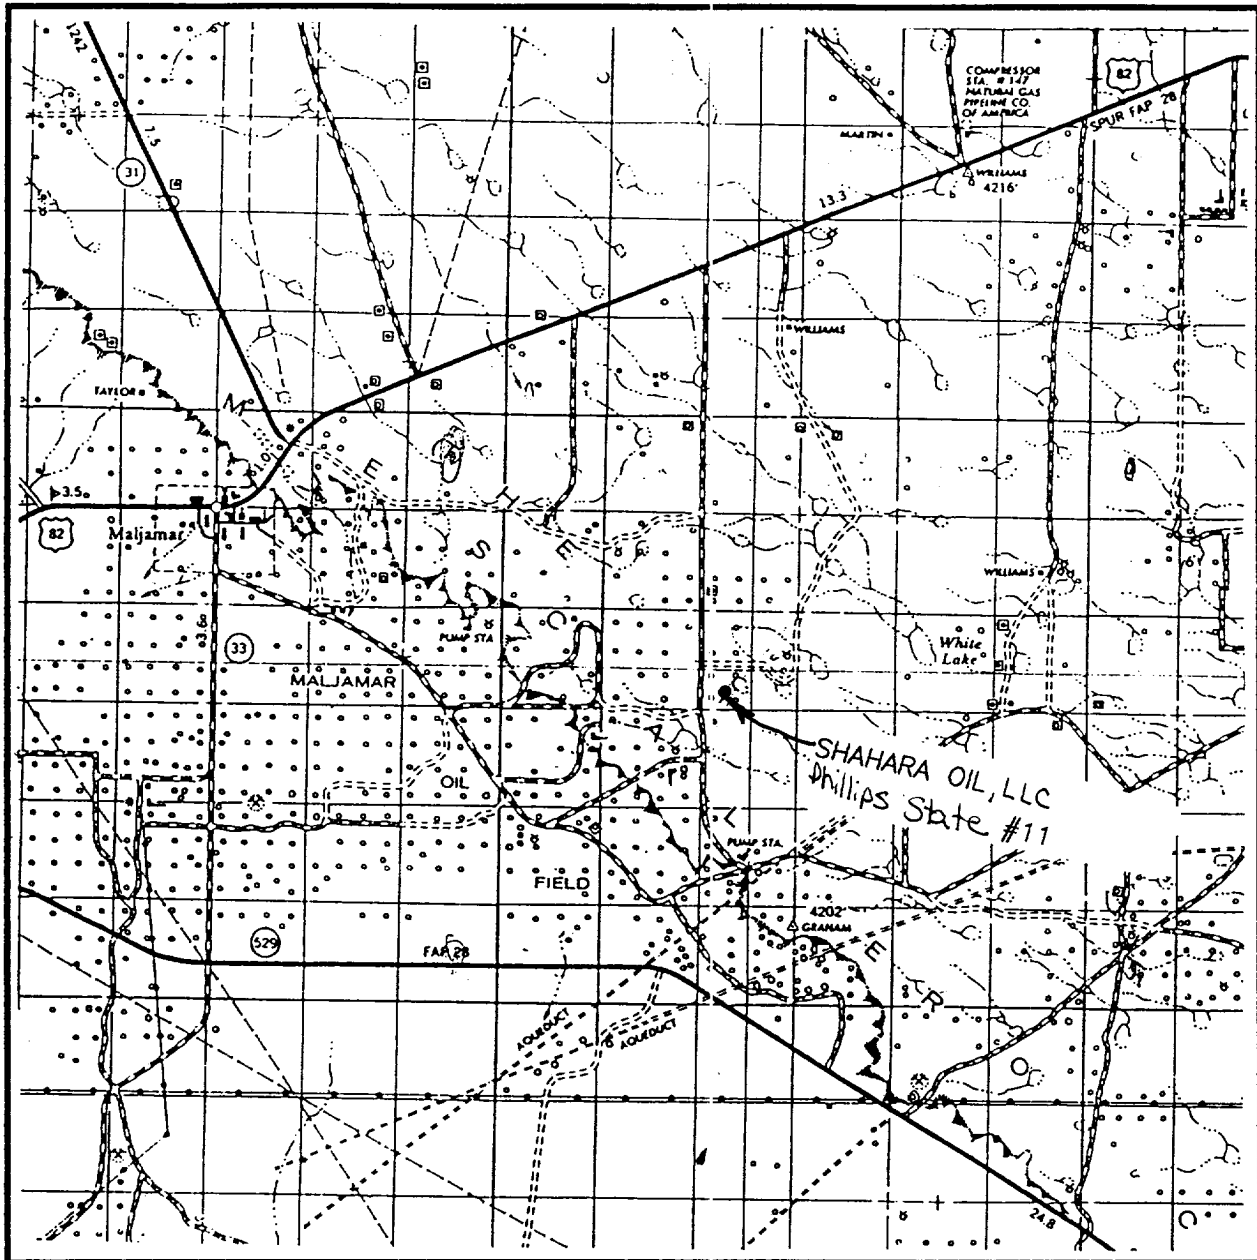 1242
7.5
31
COMPRESSOR
STA. #147
NATURAL GAS
PIPELINE CO.
OF AMERICA
82
SPUR FAP 28
MARTIN
WILLIAMS
4216
13.3
WILLIAMS
TAYLOR
M E S C A L E R O
1.0
3.5
82
Maljamar
H E
WILLIAMS
3.6
33
PUMP STA
White
Lake
MALJAMAR
SHAHARA OIL, LLC
Phillips State #11
OIL
PUMP STA.
FIELD
4202
GRAHAM
529
FAP 28
AQUEDUCT
AQUEDUCT
24.8
C